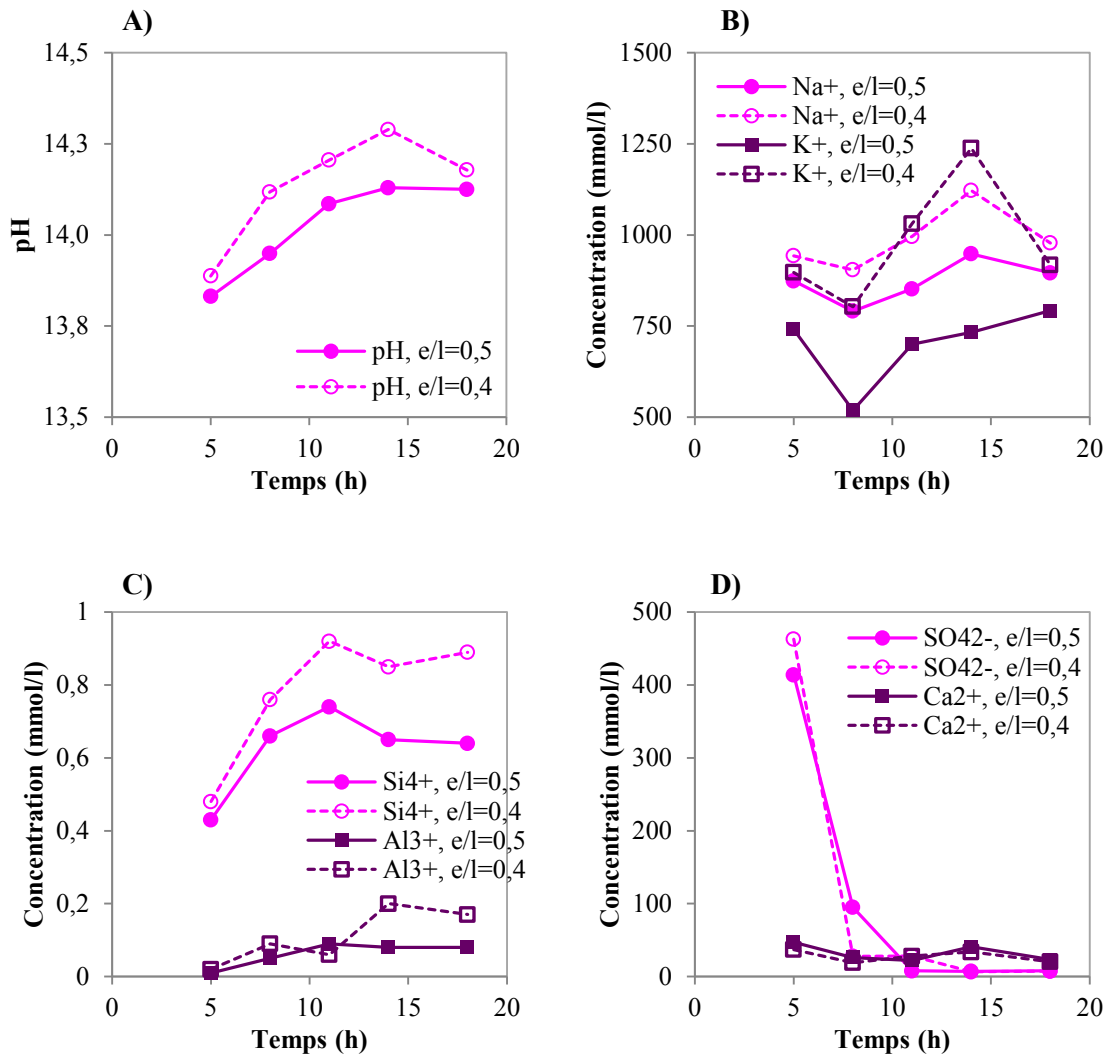 A)
14,5
14,3
14,0
13,8
13,5
pH
pH, e/l=0,5
pH, e/l=0,4
0
5
10
15
20
Temps (h)
B)
1500
1250
1000
750
500
Concentration (mmol/l)
Na+, e/l=0,5
Na+, e/l=0,4
K+, e/l=0,5
K+, e/l=0,4
0
5
10
15
20
Temps (h)
C)
1
0,8
0,6
0,4
0,2
0
Concentration (mmol/l)
Si4+, e/l=0,5
Si4+, e/l=0,4
Al3+, e/l=0,5
Al3+, e/l=0,4
0
5
10
15
20
Temps (h)
D)
500
400
300
200
100
0
Concentration (mmol/l)
SO42-, e/l=0,5
SO42-, e/l=0,4
Ca2+, e/l=0,5
Ca2+, e/l=0,4
0
5
10
15
20
Temps (h)